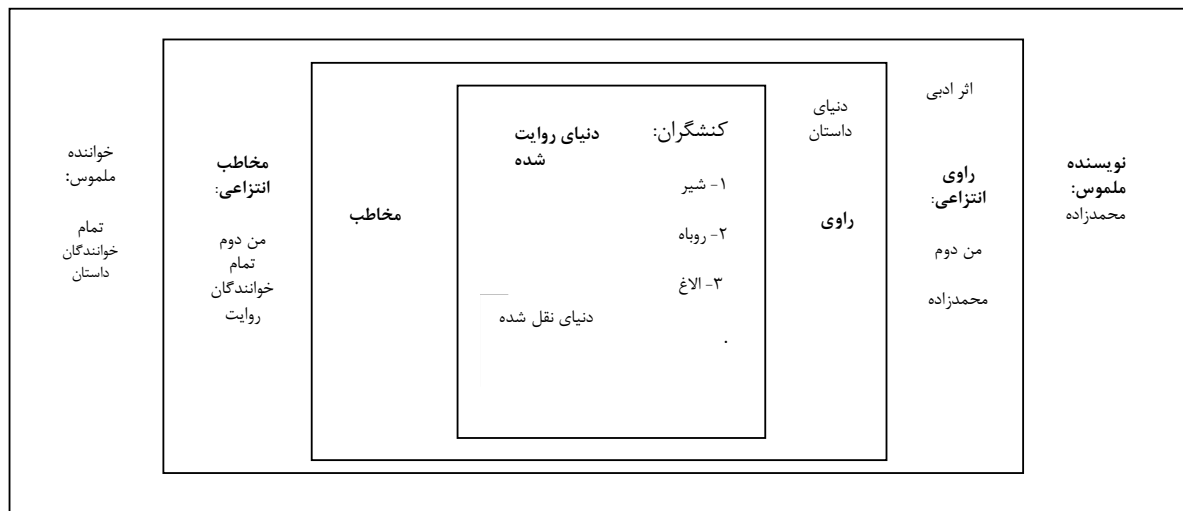 نویسنده
ملموس:
محمدزاده
اثر ادبی
راوی
انتزاعی:
من دوم
محمدزاده
دنیای
داستان
راوی
کنشگران:
۱- شیر
۲- روباه
۳- الاغ
.
دنیای روایت
شده
دنیای نقل شده
مخاطب
مخاطب
انتزاعی:
من دوم
تمام
خوانندگان
روایت
خواننده
ملموس:
تمام
خوانندگان
داستان